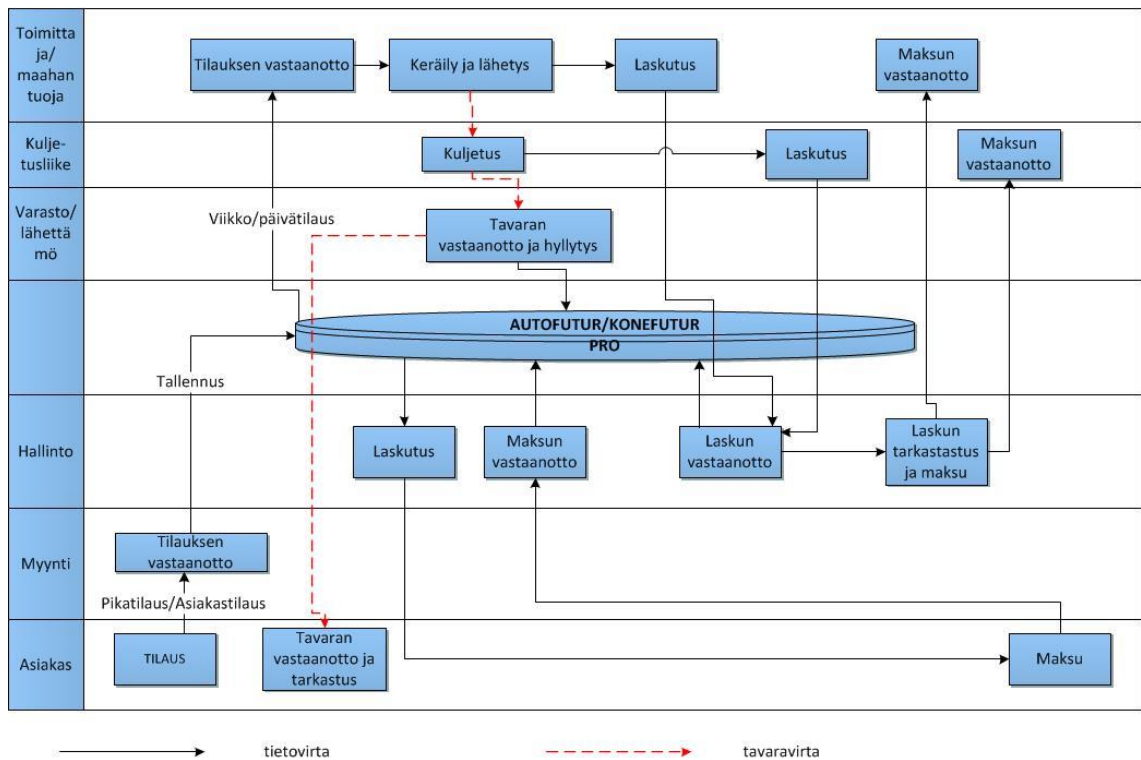 Toimitta
ja/
maahan
tuoja
Tilauksen vastaanotto
Keräily ja lähetys
Laskutus
Maksun
vastaanotto
Kulje-
tusliike
Kuljetus
Laskutus
Maksun
vastaanotto
Varasto/
lähettä
mö
Viikko/päivätilaus
Tavaran
vastaanotto ja hyllytys
AUTOFUTUR/KONEFUTUR
PRO
Tallennus
Hallinto
Laskutus
Maksun
vastaanotto
Laskun
vastaanotto
Laskun
tarkastastus
ja maksu
Myynti
Tilauksen
vastaanotto
Pikatilaus/Asiakastilaus
Asiakas
TILAUS
Tavaran
vastaanotto ja
tarkastus
Maksu
tietovirta
tavaravirta